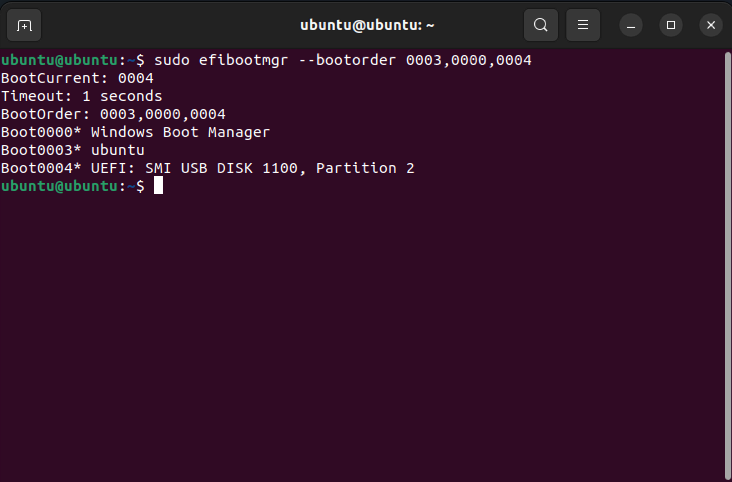 ubuntu@ubuntu: ~
ubuntu@ubuntu:~$ sudo efibootmgr --bootorder 0003,0000,0004
BootCurrent: 0004
Timeout: 1 seconds
BootOrder: 0003,0000,0004
Boot0000* Windows Boot Manager
Boot0003* ubuntu
Boot0004* UEFI: SMI USB DISK 1100, Partition 2
ubuntu@ubuntu:~$